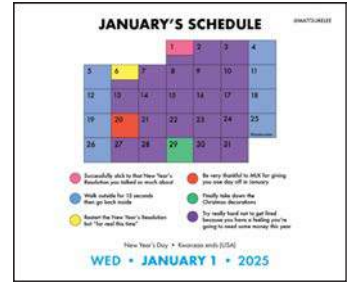 JANUARY'S SCHEDULE
@MATTSURELEE
1 2 3 4
5 6 7 8 9 10 11
12 13 14 15 16 17 18
19 20 21 22 23 24 25
26 27 28 29 30 31
Successfully stick to that New Year's
Resolution you talked so much about
Walk outside for 15 seconds
then go back inside
Restart the New Year's Resolution
but "for real this time"
Be very thankful to MLK for giving
you one day off in January
Finally take down the
Christmas decorations
Try really hard not to get fired
because you have a feeling you're
going to need some money this year
New Year's Day • Kwanzaa ends (USA)
WED • JANUARY 1 • 2025